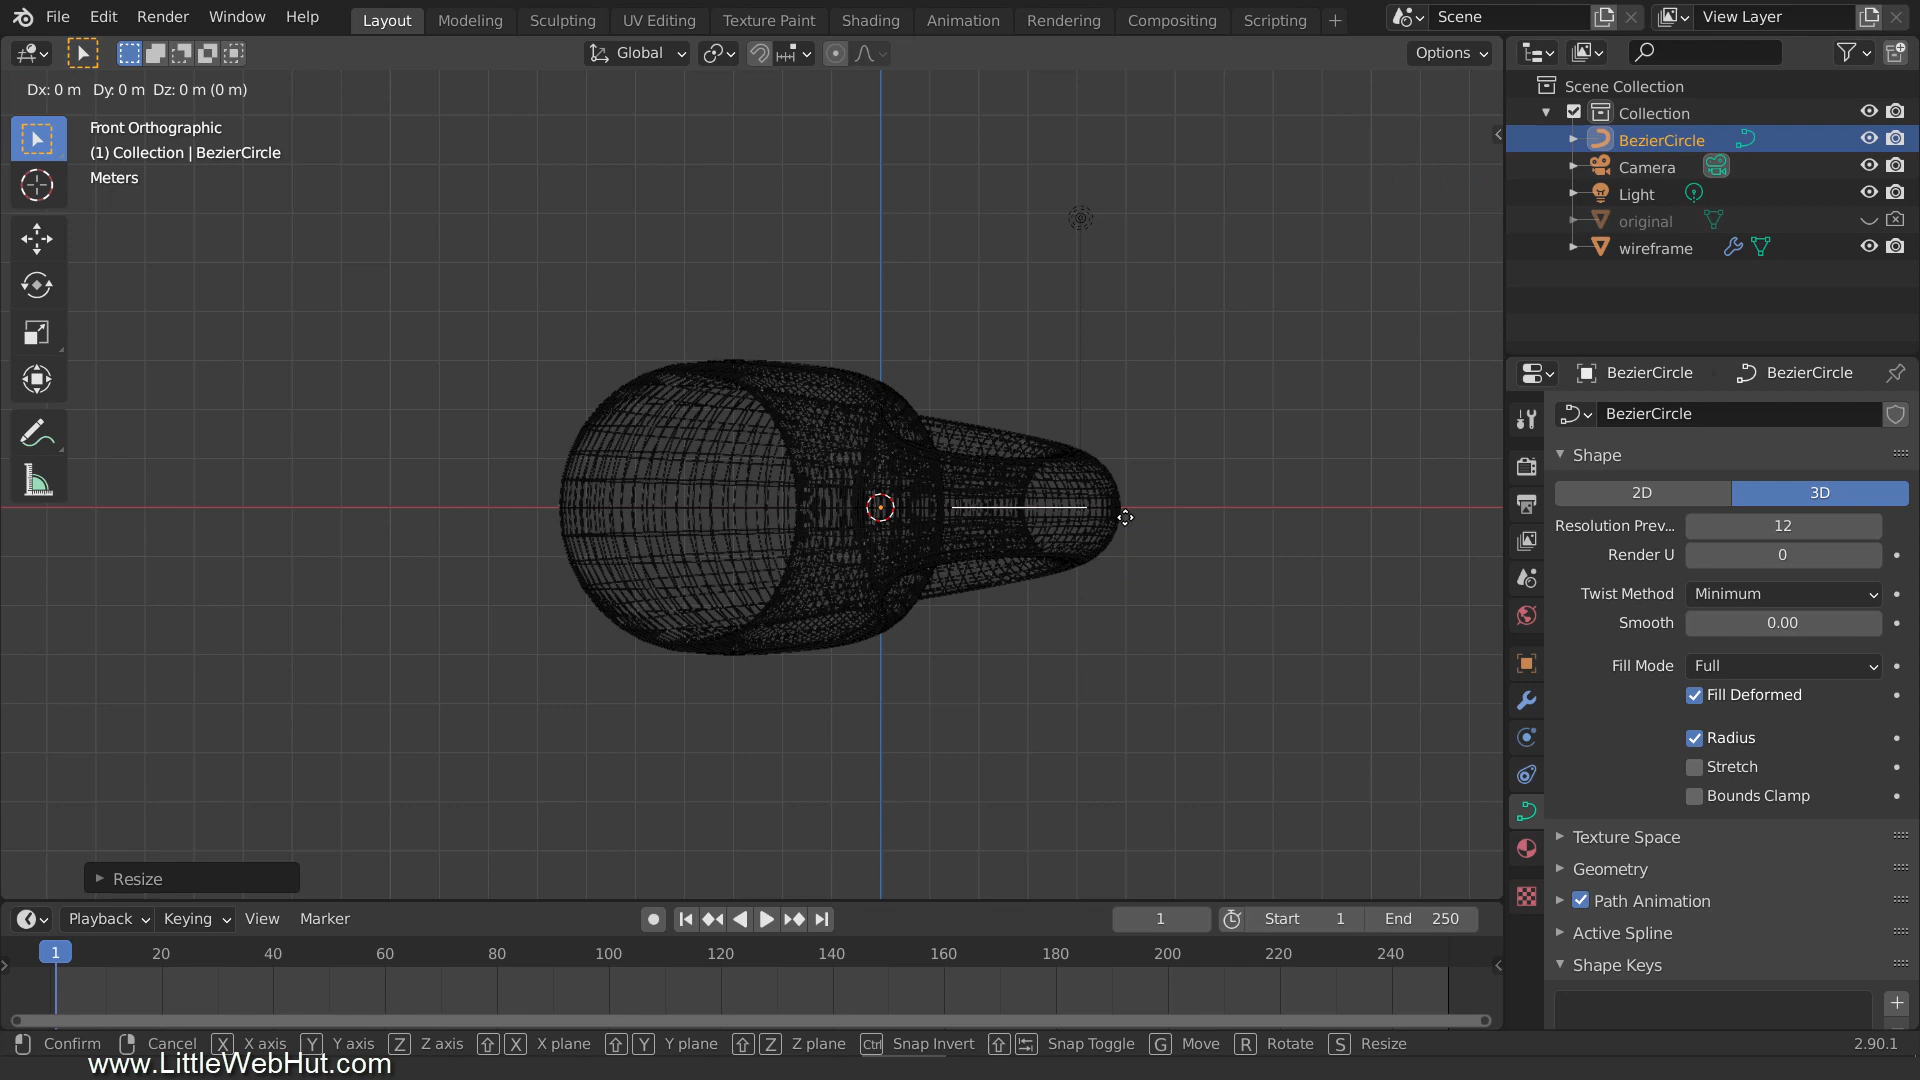 File Edit Render Window Help Layout Modeling Sculpting UV Editing Texture Paint Shading Animation Rendering Compositing Scripting + Scene View Layer
Global Options
Dx: 0 m Dy: 0 m Dz: 0 m (0 m)
Front Orthographic
(1) Collection | BezierCircle
Meters
Scene Collection
Collection
BezierCircle
Camera
Light
original
wireframe
BezierCircle BezierCircle
BezierCircle
Shape
2D 3D
Resolution Prev... 12
Render U 0
Twist Method Minimum
Smooth 0.00
Fill Mode Full
Fill Deformed
Radius
Stretch
Bounds Clamp
Texture Space
Geometry
Path Animation
Active Spline
Shape Keys
Resize
Playback Keying View Marker 1 Start 1 End 250
1 20 40 60 80 100 120 140 160 180 200 220 240
Confirm Cancel X X axis Y Y axis Z Z axis X X plane Y Y plane Z Z plane Ctrl Snap Invert Snap Toggle G Move R Rotate S Resize 2.90.1
www.LittleWebHut.com